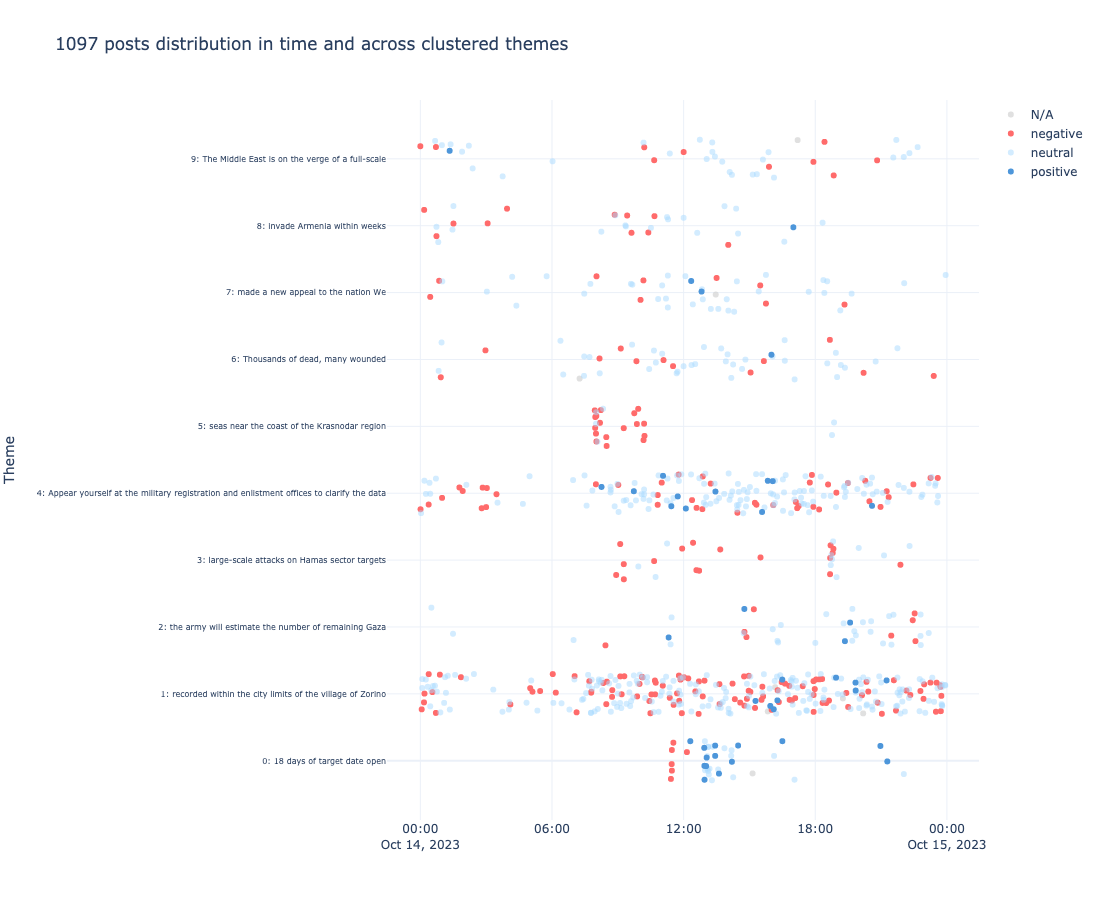 1097 posts distribution in time and across clustered themes
N/A
negative
neutral
positive
Theme
9: The Middle East is on the verge of a full-scale
8: invade Armenia within weeks
7: made a new appeal to the nation We
6: Thousands of dead, many wounded
5: seas near the coast of the Krasnodar region
4: Appear yourself at the military registration and enlistment offices to clarify the data
3: large-scale attacks on Hamas sector targets
2: the army will estimate the number of remaining Gaza
1: recorded within the city limits of the village of Zorino
0: 18 days of target date open
00:00 06:00 12:00 18:00 00:00
Oct 14, 2023 Oct 15, 2023